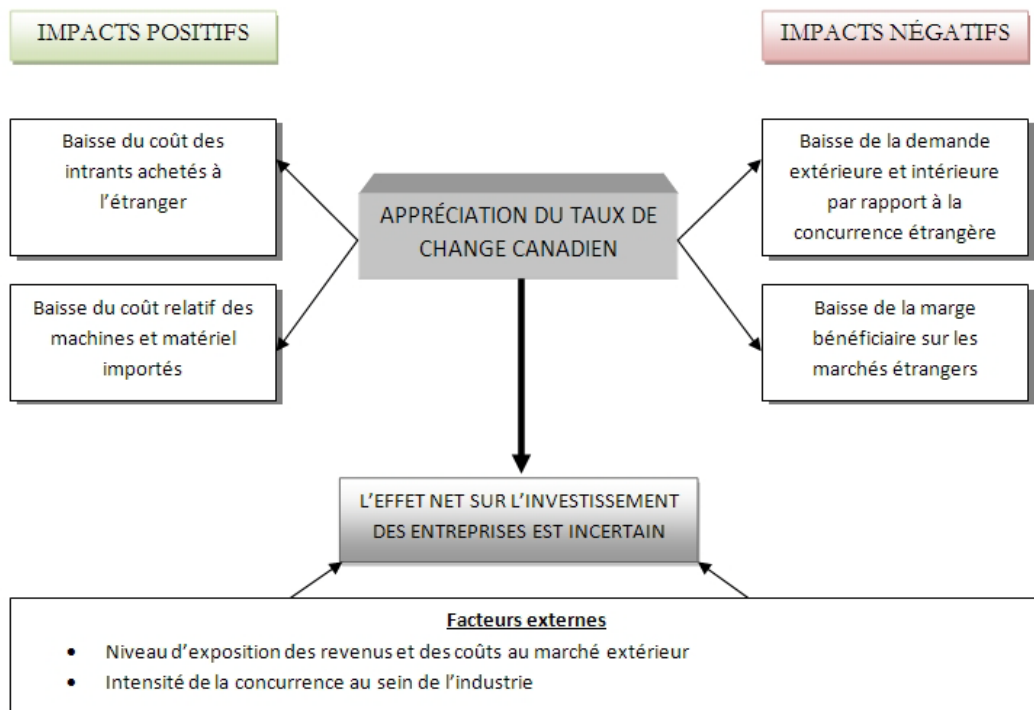 IMPACTS POSITIFS
IMPACTS NÉGATIFS
Baisse du coût des
intrants achetés à
l'étranger
Baisse du coût relatif des
machines et matériel
importés
APPRÉCIATION DU TAUX DE
CHANGE CANADIEN
Baisse de la demande
extérieure et intérieure
par rapport à la
concurrence étrangère
Baisse de la marge
bénéficiaire sur les
marchés étrangers
L'EFFET NET SUR L'INVESTISSEMENT
DES ENTREPRISES EST INCERTAIN
Facteurs externes
• Niveau d'exposition des revenus et des coûts au marché extérieur
• Intensité de la concurrence au sein de l'industrie